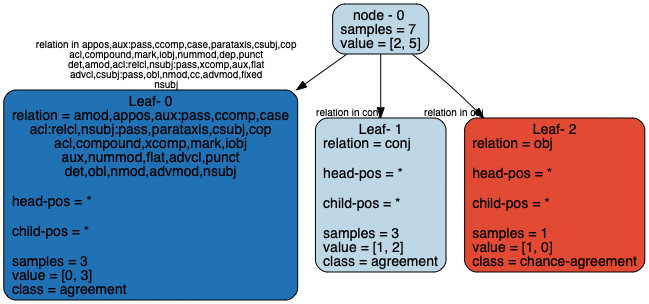 node - 0
samples = 7
value = [2, 5]
relation in appos,aux:pass,ccomp,case,parataxis,csubj,cop
acl,compound,mark,iobj,nummod,dep,punct
det,amod,acl:relcl,nsubj:pass,xcomp,aux,flat
advcl,csubj:pass,obl,nmod,cc,advmod,fixed
nsubj
relation in conj
relation in obj
Leaf- 0
relation = amod,appos,aux:pass,ccomp,case
acl:relcl,nsubj:pass,parataxis,csubj,cop
acl,compound,xcomp,mark,iobj
aux,nummod,flat,advcl,punct
det,obl,nmod,advmod,nsubj
head-pos = *
child-pos = *
samples = 3
value = [0, 3]
class = agreement
Leaf- 1
relation = conj
head-pos = *
child-pos = *
samples = 3
value = [1, 2]
class = agreement
Leaf- 2
relation = obj
head-pos = *
child-pos = *
samples = 1
value = [1, 0]
class = chance-agreement